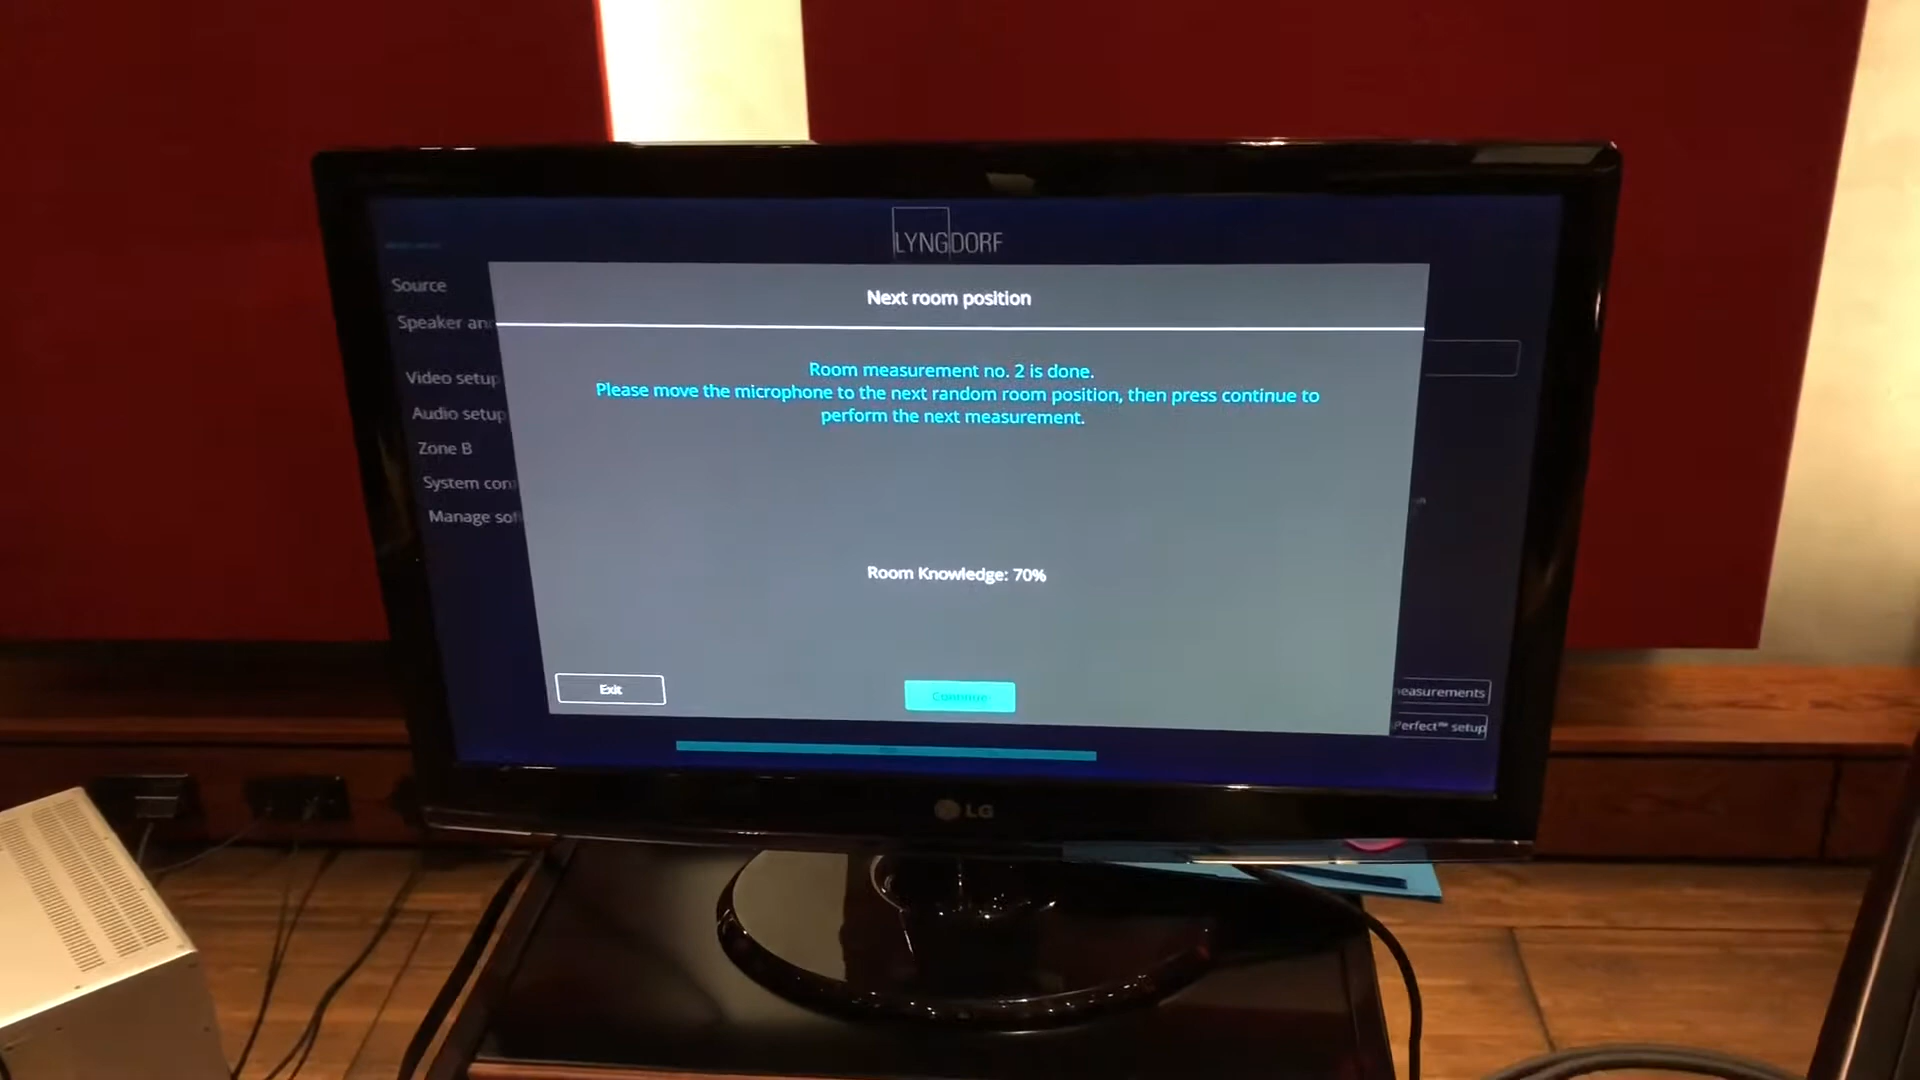 LYNGDORF
Source
Speaker an
Video setup
Audio setup
Zone B
System con
Manage sof
Next room position
Room measurement no. 2 is done.
Please move the microphone to the next random room position, then press continue to
perform the next measurement.
Room Knowledge: 70%
Exit
Continue
easurements
Perfect™ setup
LG